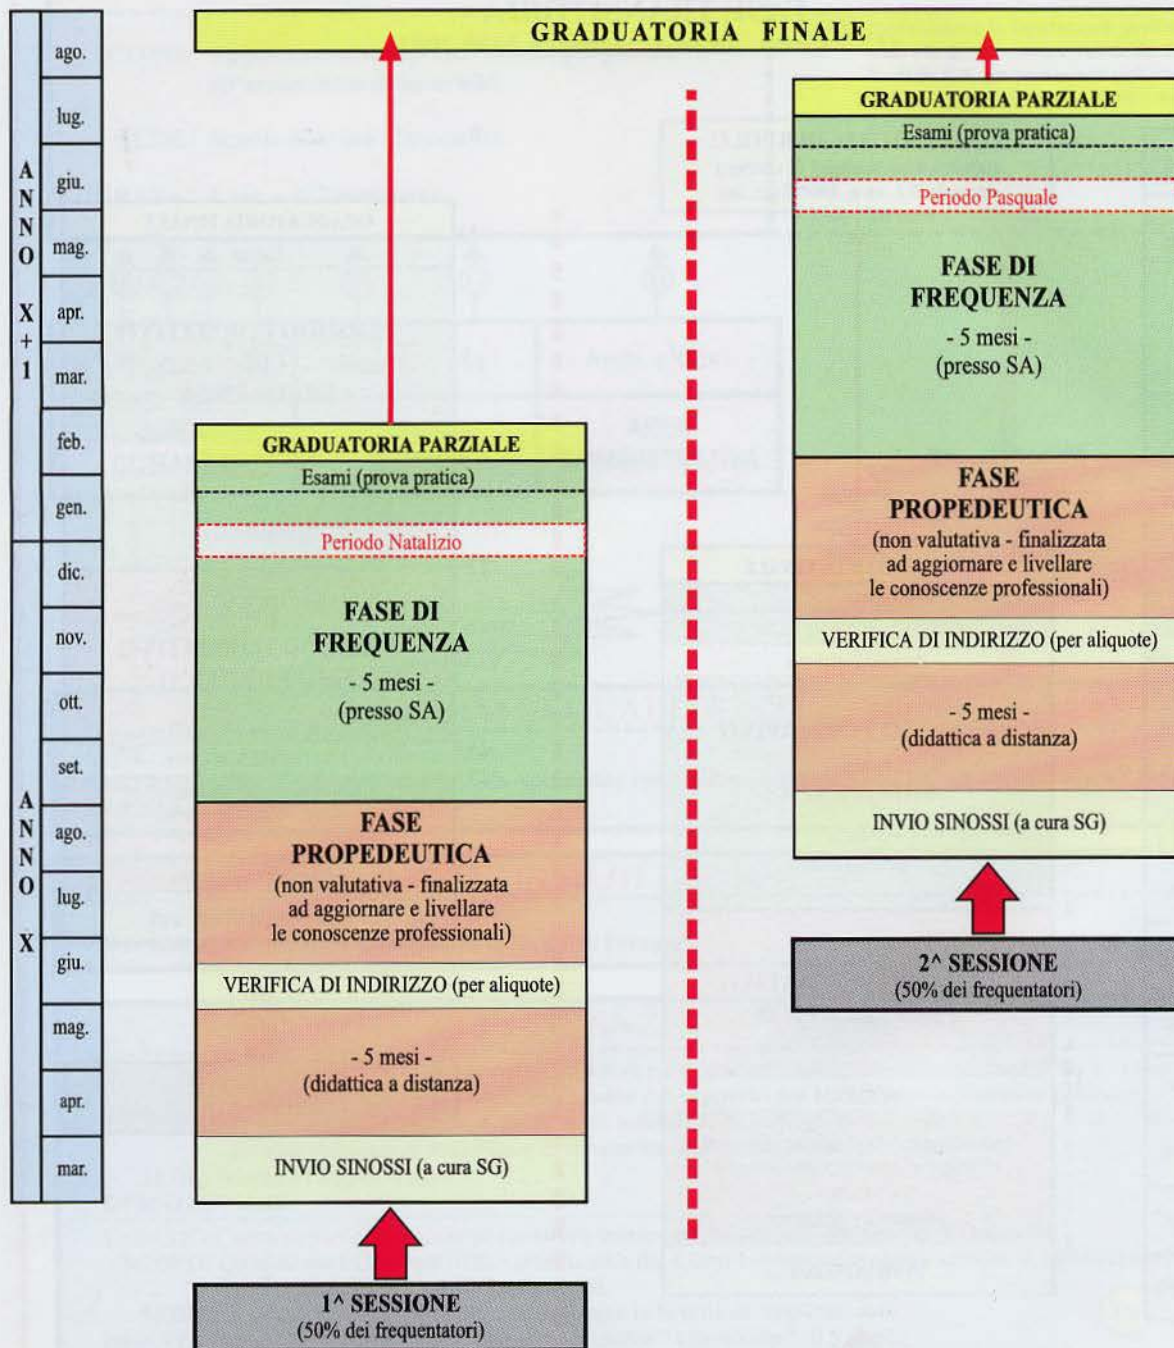 GRADUATORIA FINALE
ago.
lug.
giu.
mag.
apr.
mar.
feb.
gen.
dic.
nov.
ott.
set.
ago.
lug.
giu.
mag.
apr.
mar.
ANNO X+1
ANNO X
GRADUATORIA PARZIALE
Esami (prova pratica)
Periodo Natalizio
FASE DI
FREQUENZA
- 5 mesi -
(presso SA)
FASE
PROPEDEUTICA
(non valutativa - finalizzata
ad aggiornare e livellare
le conoscenze professionali)
VERIFICA DI INDIRIZZO (per aliquote)
- 5 mesi -
(didattica a distanza)
INVIO SINOSSI (a cura SG)
1^ SESSIONE
(50% dei frequentatori)
GRADUATORIA PARZIALE
Esami (prova pratica)
Periodo Pasquale
FASE DI
FREQUENZA
- 5 mesi -
(presso SA)
FASE
PROPEDEUTICA
(non valutativa - finalizzata
ad aggiornare e livellare
le conoscenze professionali)
VERIFICA DI INDIRIZZO (per aliquote)
- 5 mesi -
(didattica a distanza)
INVIO SINOSSI (a cura SG)
2^ SESSIONE
(50% dei frequentatori)